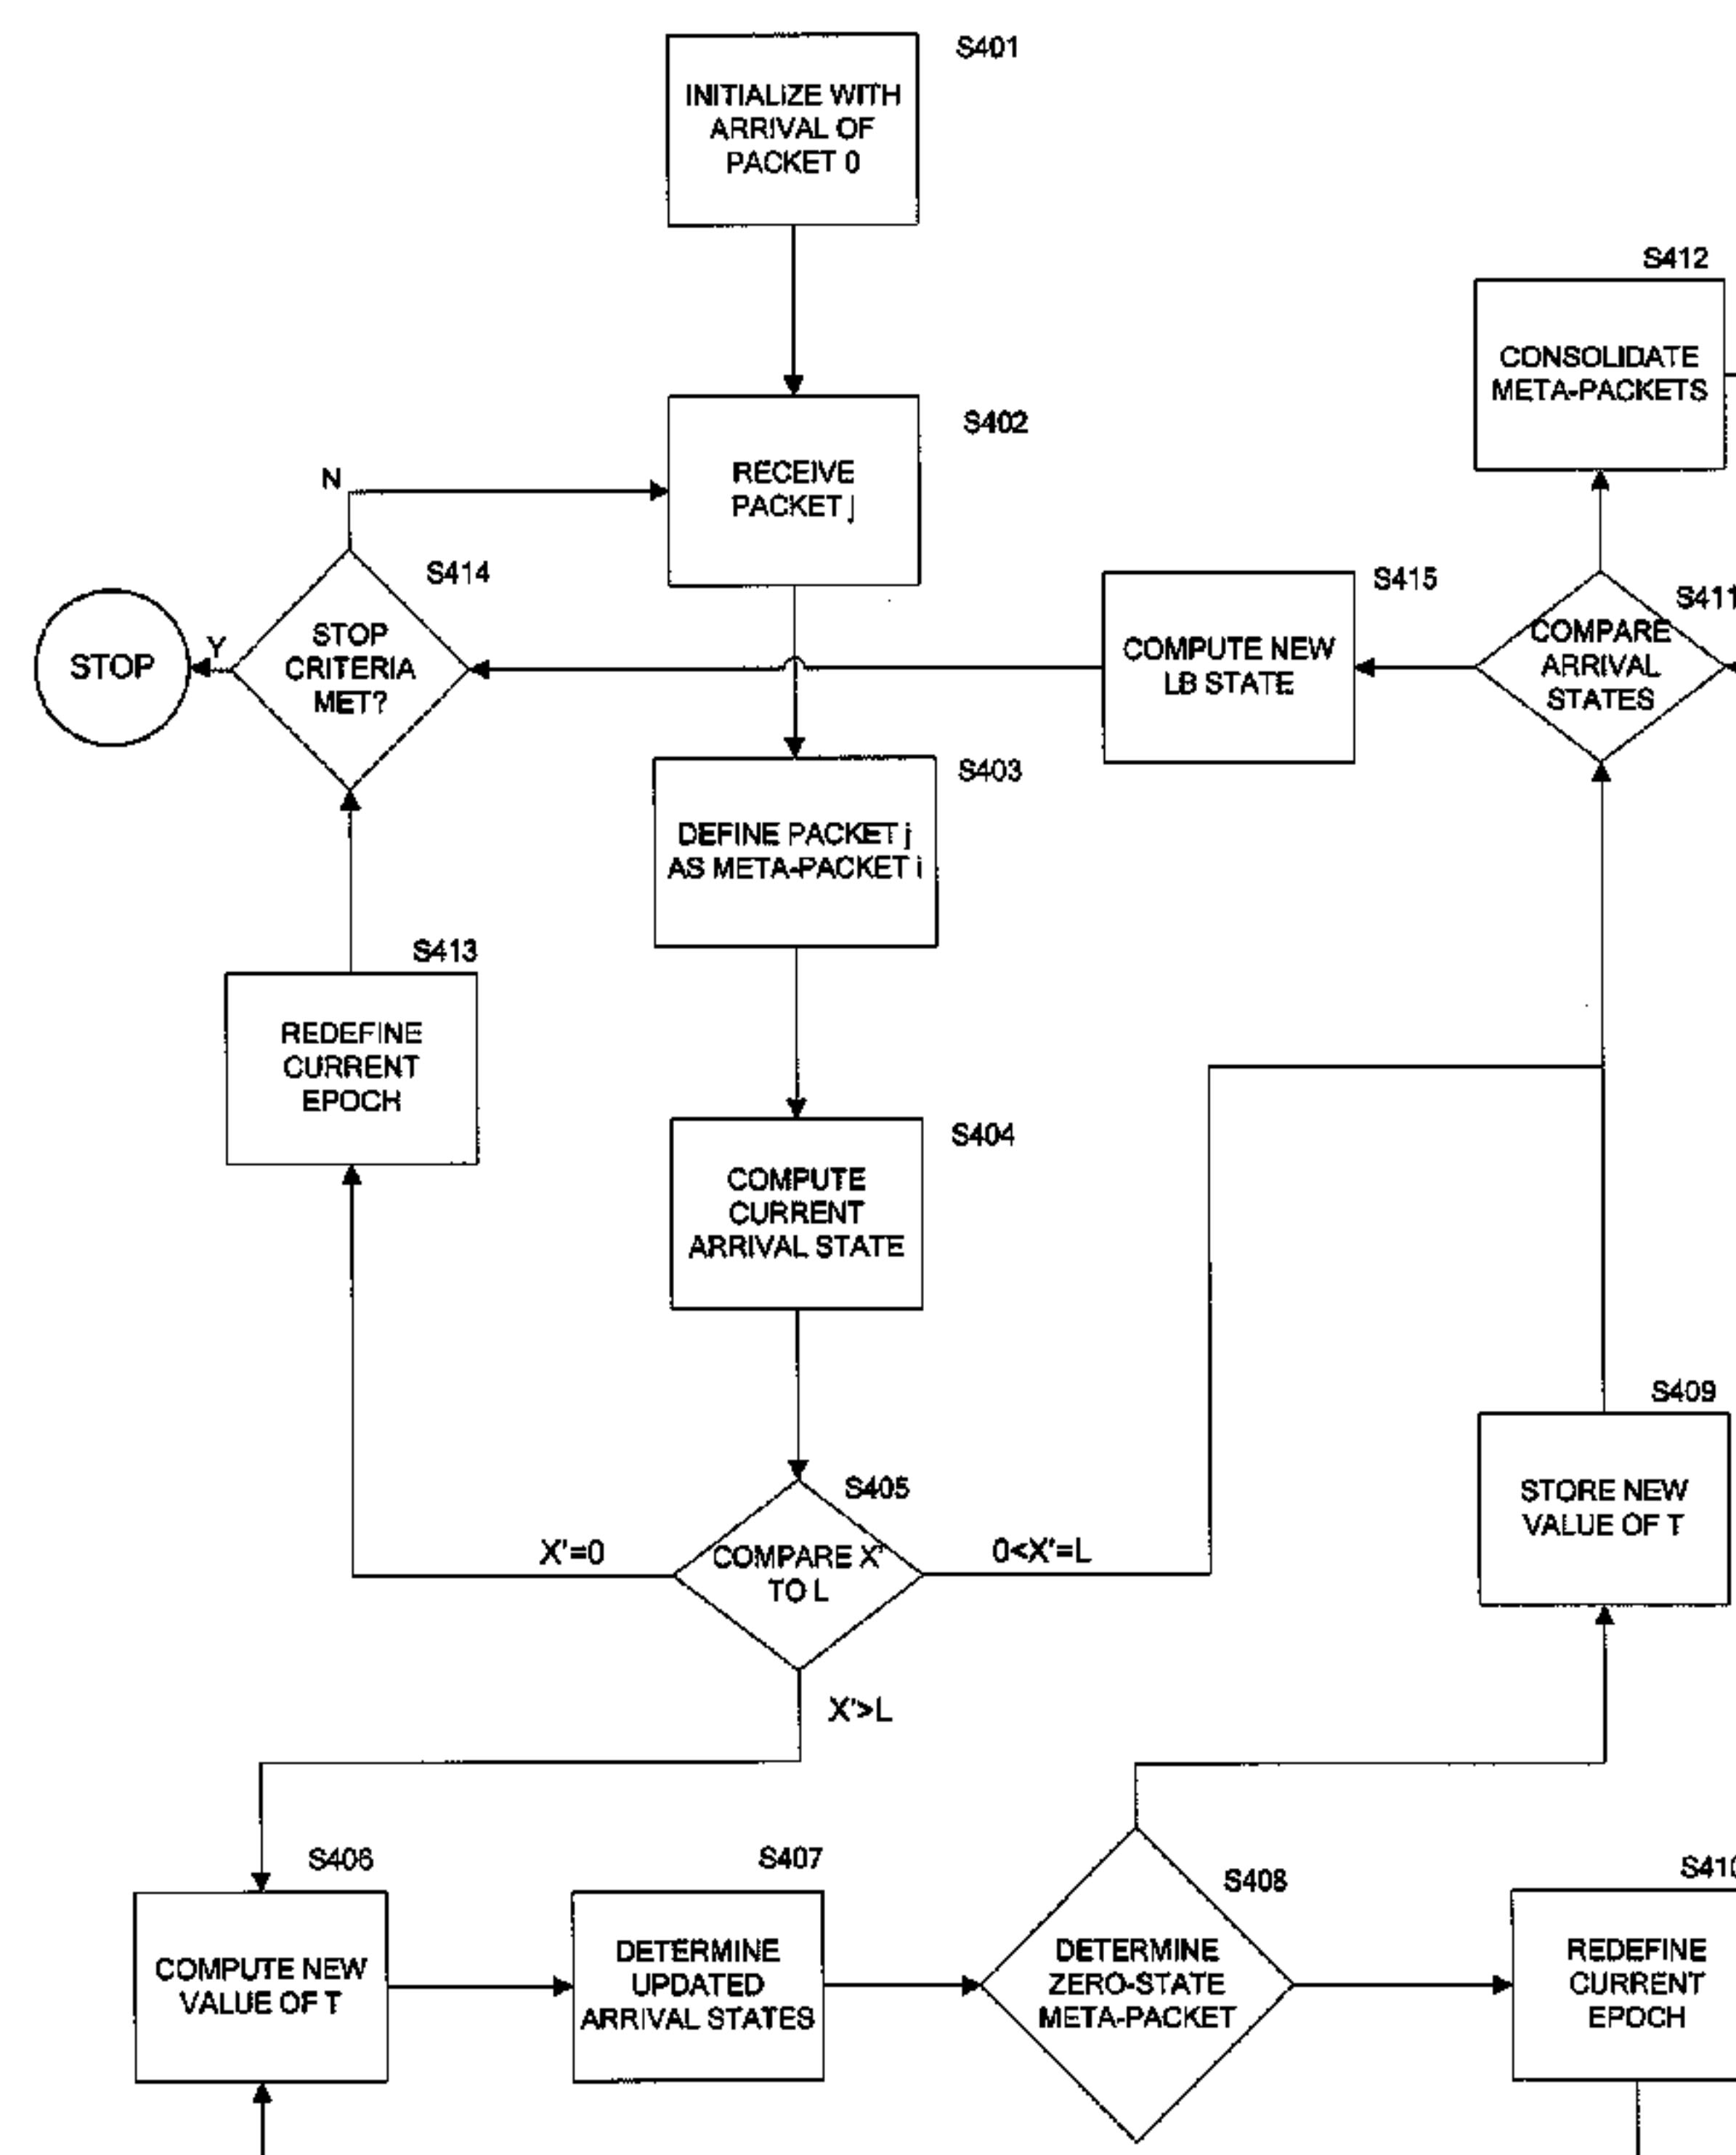 S401
INITIALIZE WITH
ARRIVAL OF
PACKET 0
S412
CONSOLIDATE
META-PACKETS
S402
RECEIVE
PACKET j
N
S414
STOP
CRITERIA
MET?
Y
STOP
S415
COMPUTE NEW
LB STATE
S411
COMPARE
ARRIVAL
STATES
S403
DEFINE PACKET j
AS META-PACKET i
S413
REDEFINE
CURRENT
EPOCH
S404
COMPUTE
CURRENT
ARRIVAL STATE
S409
STORE NEW
VALUE OF T
S405
COMPARE X'
TO L
X'=0
0<X'=L
X'>L
S406
COMPUTE NEW
VALUE OF T
S407
DETERMINE
UPDATED
ARRIVAL STATES
S408
DETERMINE
ZERO-STATE
META-PACKET
S410
REDEFINE
CURRENT
EPOCH